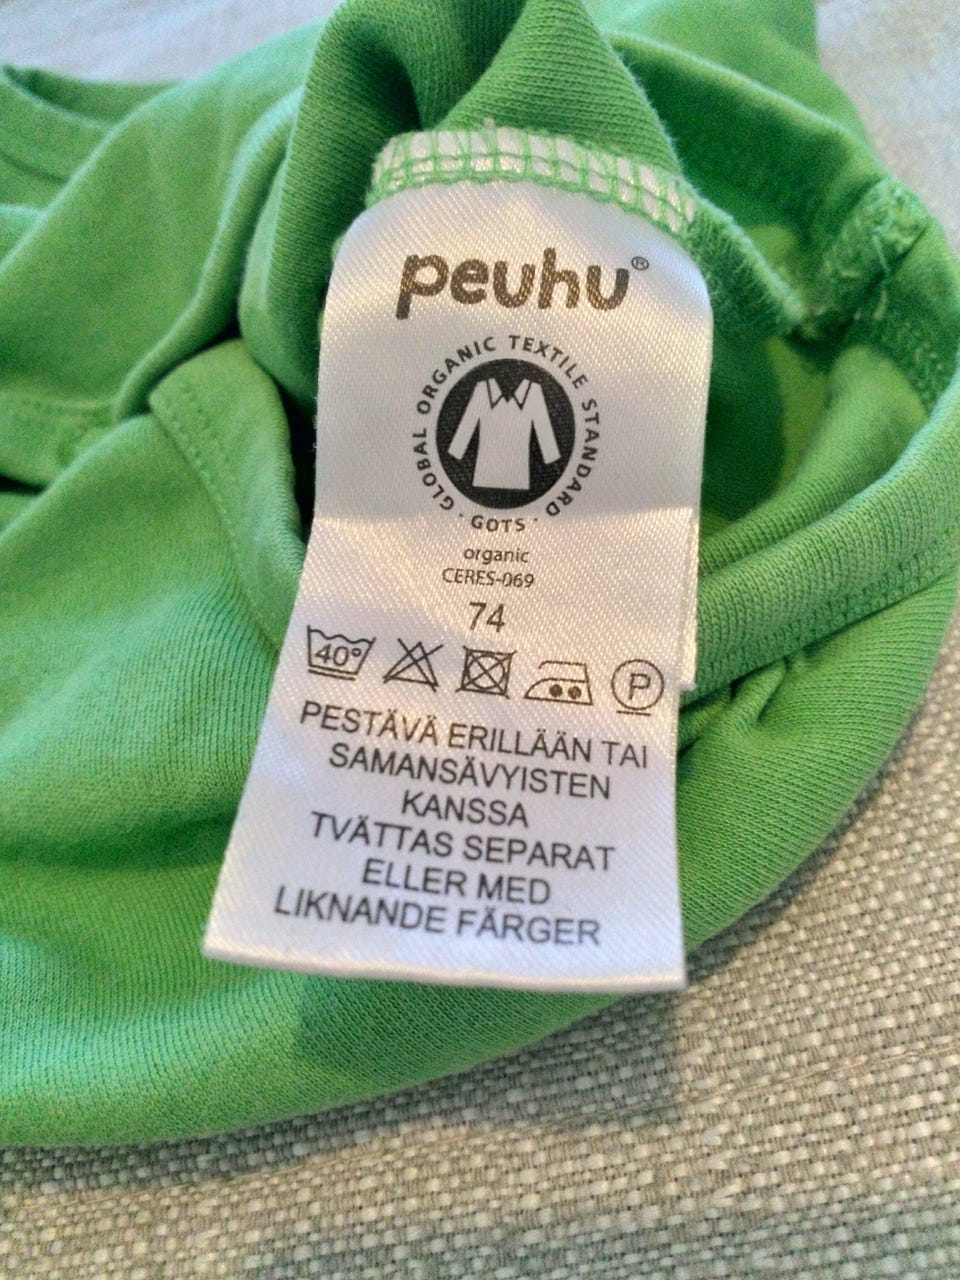 peuhu®
GLOBAL ORGANIC TEXTILE STANDARD · GOTS ·
organic
CERES-069
74
40°
P
PESTÄVÄ ERILLÄÄN TAI
SAMANSÄVYISTEN
KANSSA
TVÄTTAS SEPARAT
ELLER MED
LIKNANDE FÄRGER